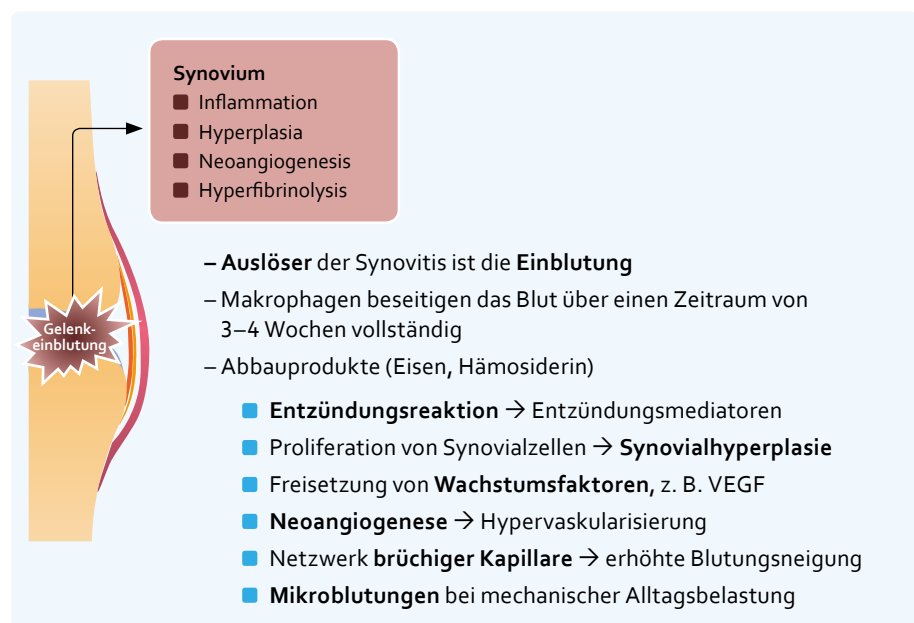 Synovium
Inflammation
Hyperplasia
Neoangiogenesis
Hyperfibrinolysis
Gelenk-
einblutung
– Auslöser der Synovitis ist die Einblutung
– Makrophagen beseitigen das Blut über einen Zeitraum von
3–4 Wochen vollständig
– Abbauprodukte (Eisen, Hämosiderin)
Entzündungsreaktion → Entzündungsmediatoren
Proliferation von Synovialzellen → Synovialhyperplasie
Freisetzung von Wachstumsfaktoren, z. B. VEGF
Neoangiogenese → Hypervaskularisierung
Netzwerk brüchiger Kapillare → erhöhte Blutungsneigung
Mikroblutungen bei mechanischer Alltagsbelastung